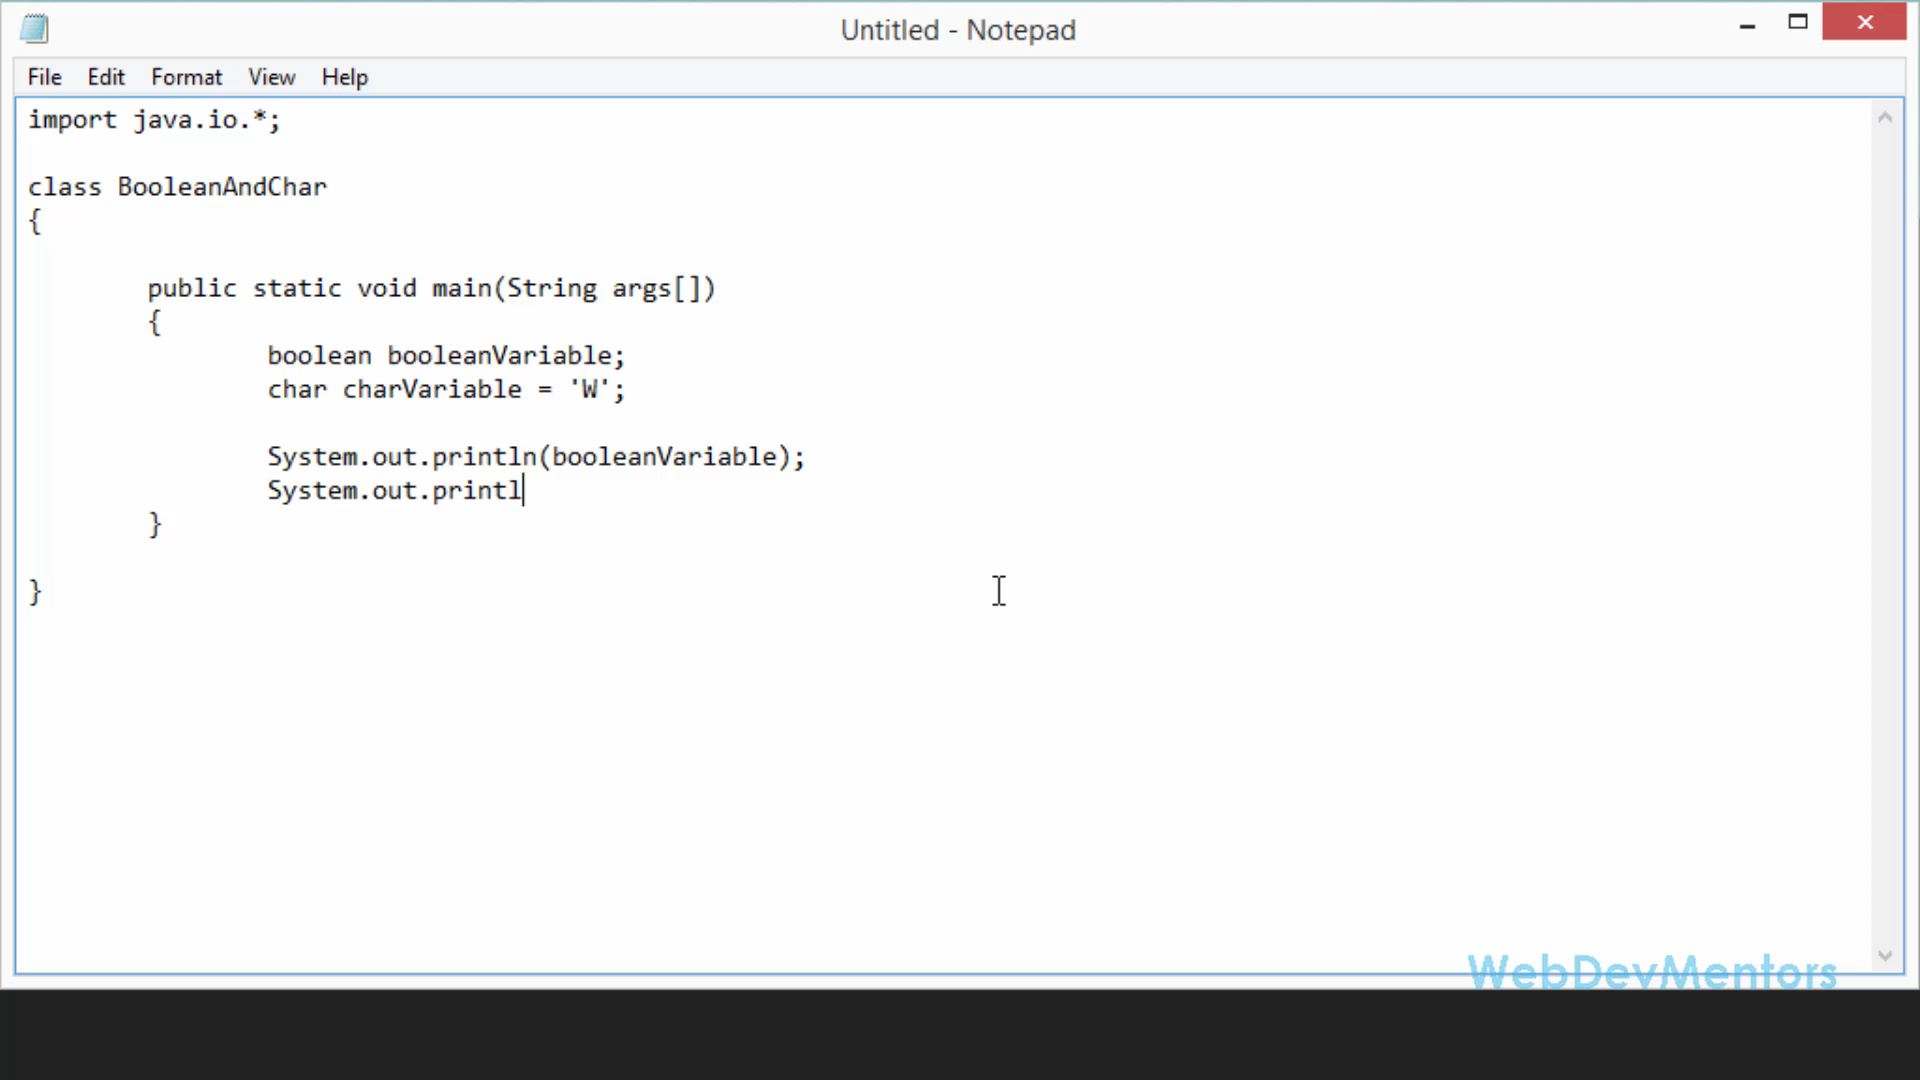 Untitled - Notepad
File Edit Format View Help
import java.io.*;
class BooleanAndChar
{
public static void main(String args[])
{
boolean booleanVariable;
char charVariable = 'W';
System.out.println(booleanVariable);
System.out.printl
}
}
WebDevMentors